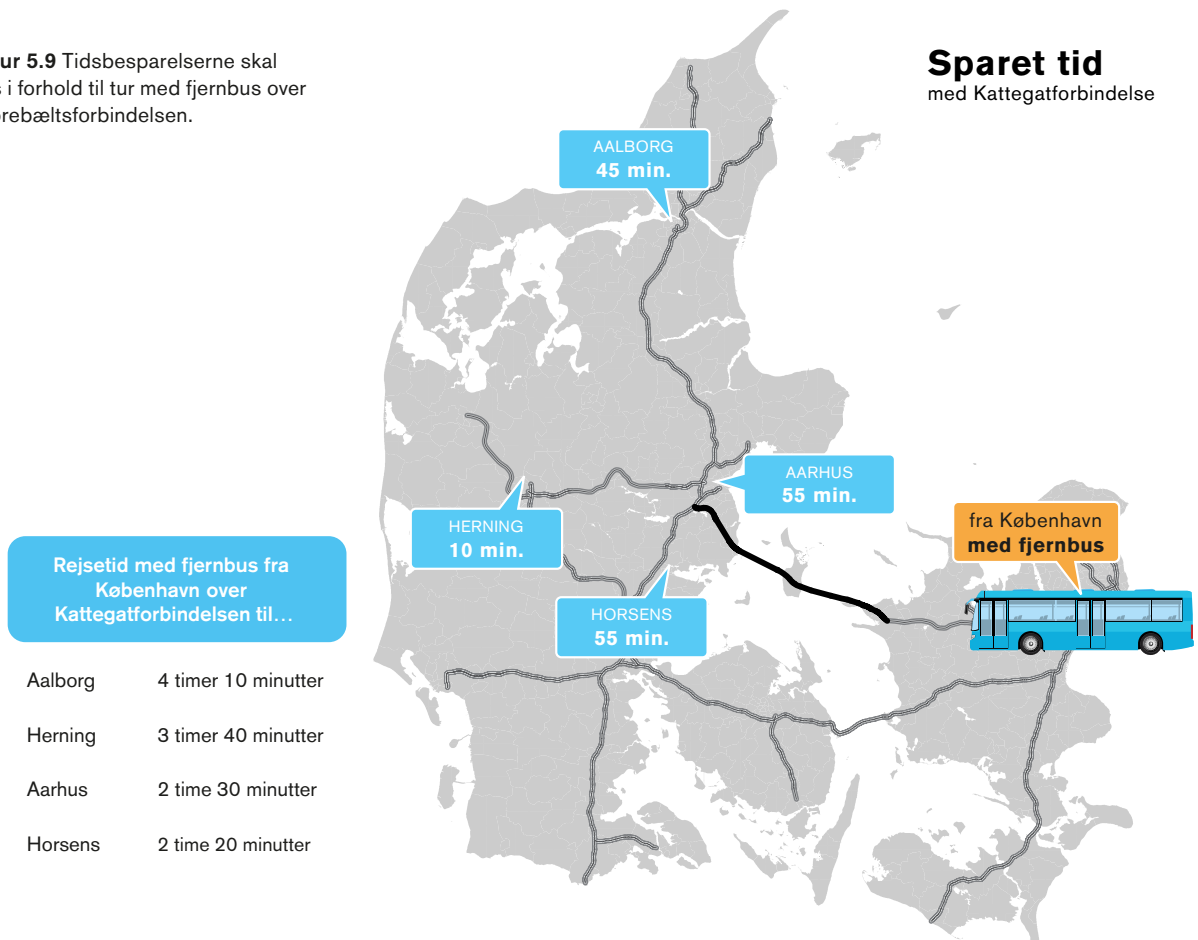 ur 5.9 Tidsbesparelserne skal
s i forhold til tur med fjernbus over
rebæltsforbindelsen.
Sparet tid
med Kattegatforbindelse
AALBORG
45 min.
AARHUS
55 min.
HERNING
10 min.
HORSENS
55 min.
fra København
med fjernbus
Rejsetid med fjernbus fra
København over
Kattegatforbindelsen til...
Aalborg 4 timer 10 minutter
Herning 3 timer 40 minutter
Aarhus 2 time 30 minutter
Horsens 2 time 20 minutter